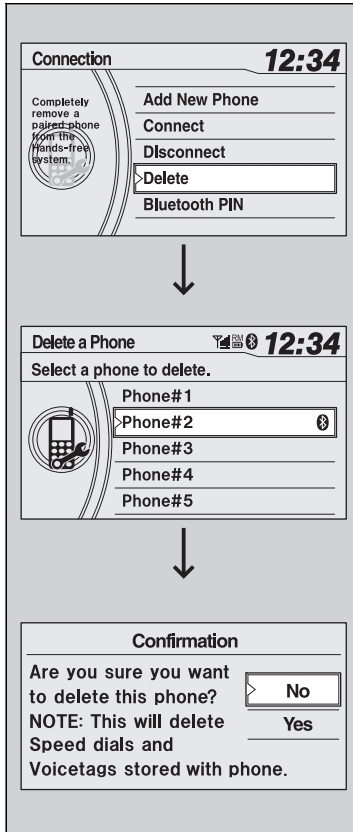 Connection 12:34
Completely
remove a
paired phone
from the
Hands-free
system.
Add New Phone
Connect
DIsconnect
Delete
Bluetooth PIN
Delete a Phone RM 12:34
Select a phone to delete.
Phone#1
Phone#2
Phone#3
Phone#4
Phone#5
Confirmation
Are you sure you want
to delete this phone?
NOTE: This will delete
Speed dials and
Voicetags stored with phone.
No
Yes